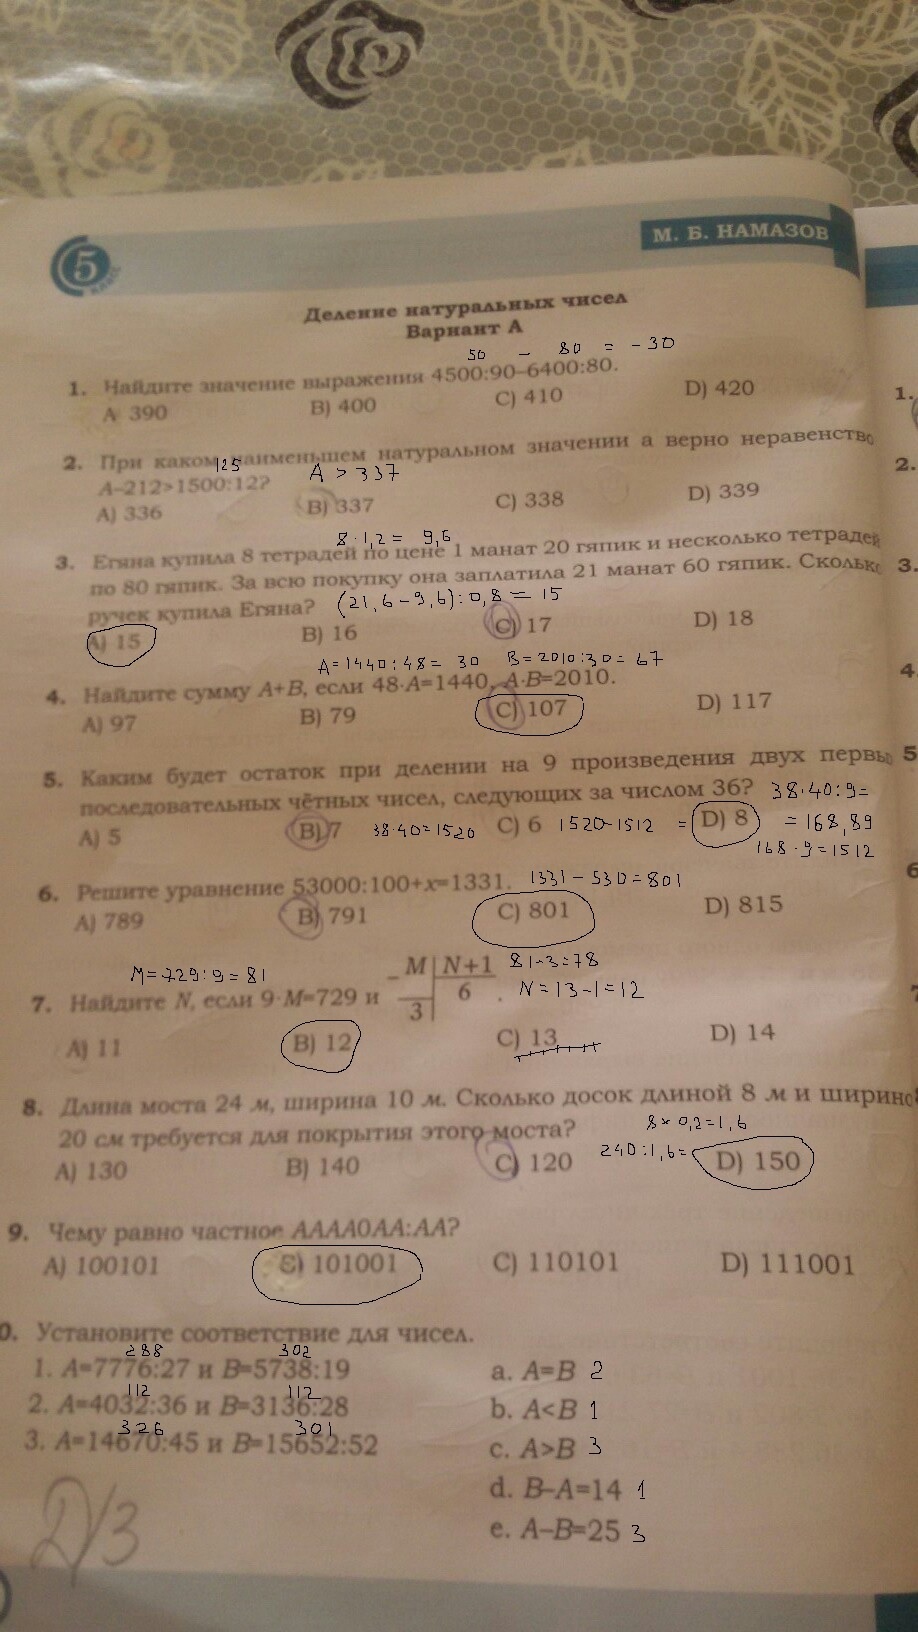 5
КЛАСС
М. Б. НАМАЗОВ
Деление натуральных чисел
Вариант А
50 - 80 = -30
1. Найдите значение выражения 4500:90–6400:80.
A 390 B) 400 C) 410 D) 420
2. При каком наименьшем натуральном значении а верно неравенство
125 A > 337
A–212>1500:12?
A) 336 B) 337 C) 338 D) 339
8·1,2= 9,6
3. Егяна купила 8 тетрадей по цене 1 манат 20 гяпик и несколько тетрадей
по 80 гяпик. За всю покупку она заплатила 21 манат 60 гяпик. Сколько
ручек купила Егяна? (21,6-9,6):0,8=15
A) 15 B) 16 C) 17 D) 18
A=1440:48= 30 B=2010:30=67
4. Найдите сумму A+B, если 48·A=1440, A·B=2010.
A) 97 B) 79 C) 107 D) 117
5. Каким будет остаток при делении на 9 произведения двух первых
последовательных чётных чисел, следующих за числом 36? 38·40:9=
A) 5 B) 7 38·40=1520 C) 6 1520-1512 = D) 8 = 168,89
168·9=1512
6. Решите уравнение 53000:100+x=1331. 1331-530=801
A) 789 B) 791 C) 801 D) 815
M=729:9=81 81-3=78
7. Найдите N, если 9·M=729 и - M N+1 3 6 . N=13-1=12
A) 11 B) 12 C) 13 D) 14
8. Длина моста 24 м, ширина 10 м. Сколько досок длиной 8 м и ширино
20 см требуется для покрытия этого моста? 8*0,2=1,6
A) 130 B) 140 C) 120 240:1,6= D) 150
9. Чему равно частное AAAA0AA:AA?
A) 100101 B) 101001 C) 110101 D) 111001
0. Установите соответствие для чисел.
288 302
1. A=7776:27 и B=5738:19 a. A=B 2
112 112
2. A=4032:36 и B=3136:28 b. A<B 1
326 301
3. A=14670:45 и B=15652:52 c. A>B 3
d. B–A=14 1
e. A–B=25 3
1.
2.
3.
4.
5
6
7